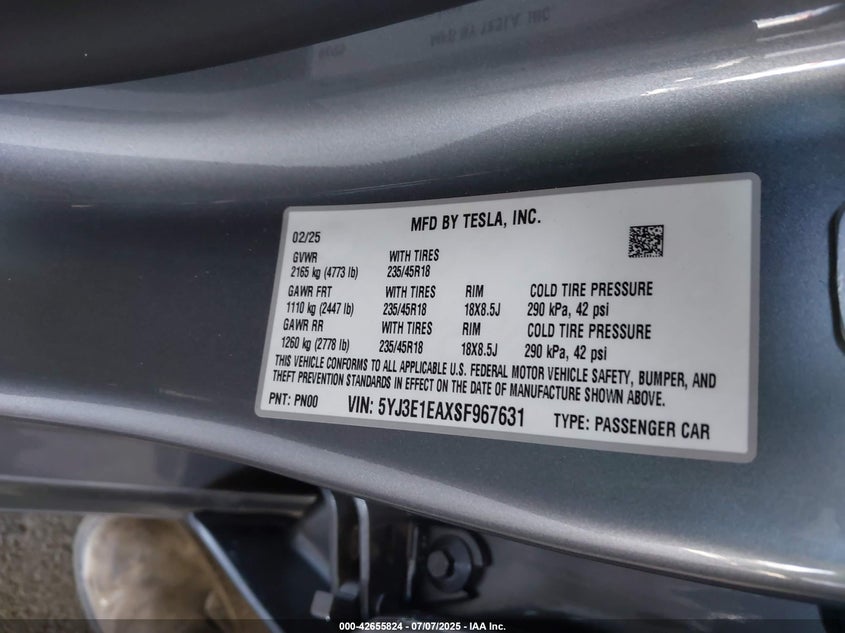 MFD BY TESLA, INC.
02/25
GVWR WITH TIRES
2165 kg (4773 lb) 235/45R18
GAWR FRT WITH TIRES RIM COLD TIRE PRESSURE
1110 kg (2447 lb) 235/45R18 18X8.5J 290 kPa, 42 psi
GAWR RR WITH TIRES RIM COLD TIRE PRESSURE
1260 kg (2778 lb) 235/45R18 18X8.5J 290 kPa, 42 psi
THIS VEHICLE CONFORMS TO ALL APPLICABLE U.S. FEDERAL MOTOR VEHICLE SAFETY, BUMPER, AND
THEFT PREVENTION STANDARDS IN EFFECT ON THE DATE OF MANUFACTURE SHOWN ABOVE.
PNT: PN00 VIN: 5YJ3E1EAXSF967631 TYPE: PASSENGER CAR
000-42655824 - 07/07/2025 - IAA Inc.